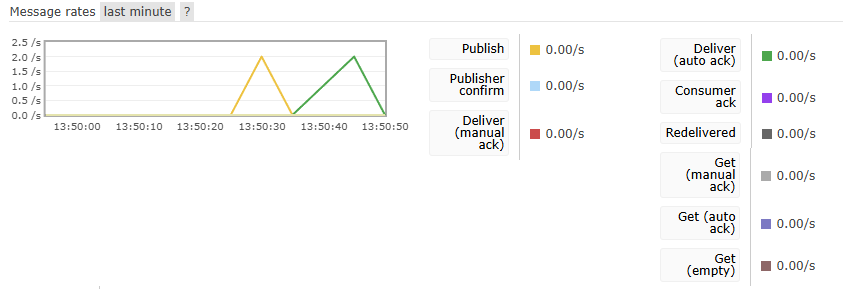 Message rates last minute ?
2.5 /s
2.0 /s
1.5 /s
1.0 /s
0.5 /s
0.0 /s
13:50:00 13:50:10 13:50:20 13:50:30 13:50:40 13:50:50
Publish 0.00/s
Publisher
confirm 0.00/s
Deliver
(manual 0.00/s
ack)
Deliver
(auto ack) 0.00/s
Consumer
ack 0.00/s
Redelivered 0.00/s
Get
(manual 0.00/s
ack)
Get (auto
ack) 0.00/s
Get
(empty) 0.00/s